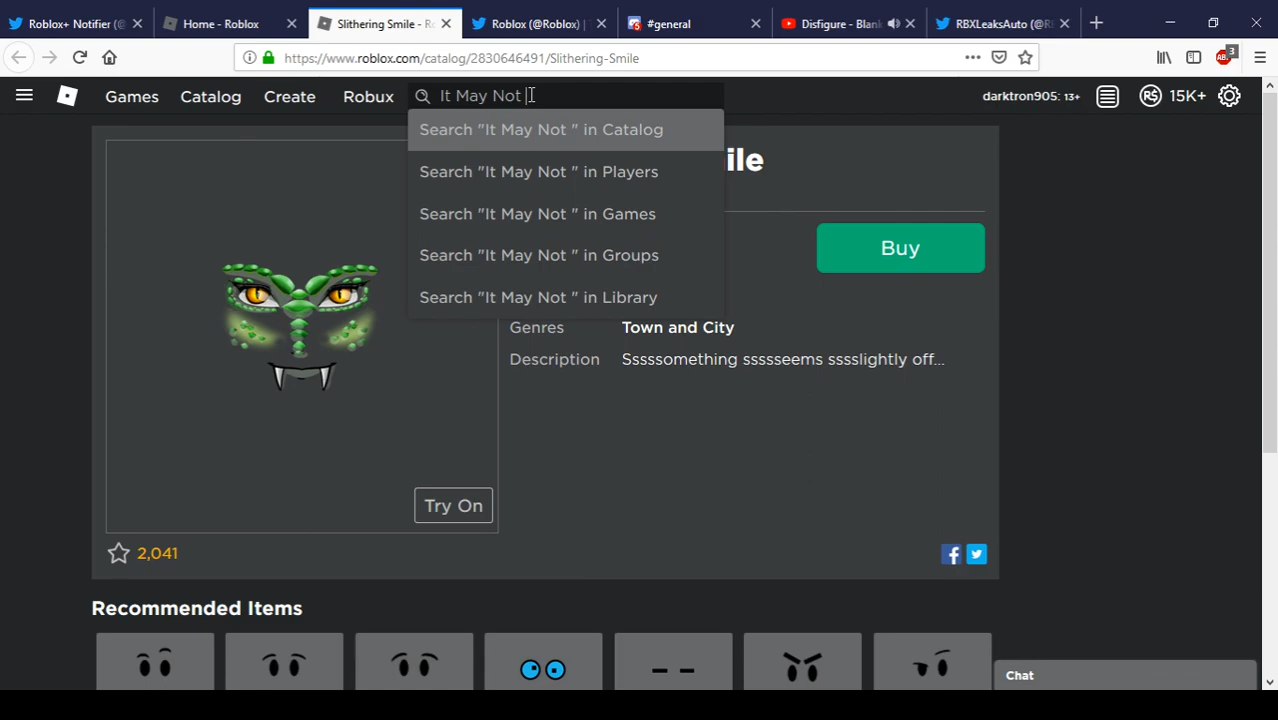 Roblox+ Notifier (@
Home - Roblox
Slithering Smile - Ro
Roblox (@Roblox) | T
#general
Disfigure - Blank
RBXLeaksAuto (@R
https://www.roblox.com/catalog/2830646491/Slithering-Smile
3
Games
Catalog
Create
Robux
It May Not
darktron905: 13+
R$ 15K+
Search "It May Not " in Catalog
Search "It May Not " in Players
Search "It May Not " in Games
Search "It May Not " in Groups
Search "It May Not " in Library
ile
Buy
Genres
Town and City
Description
Sssssomething sssseems sssslightly off...
Try On
2,041
Recommended Items
Chat